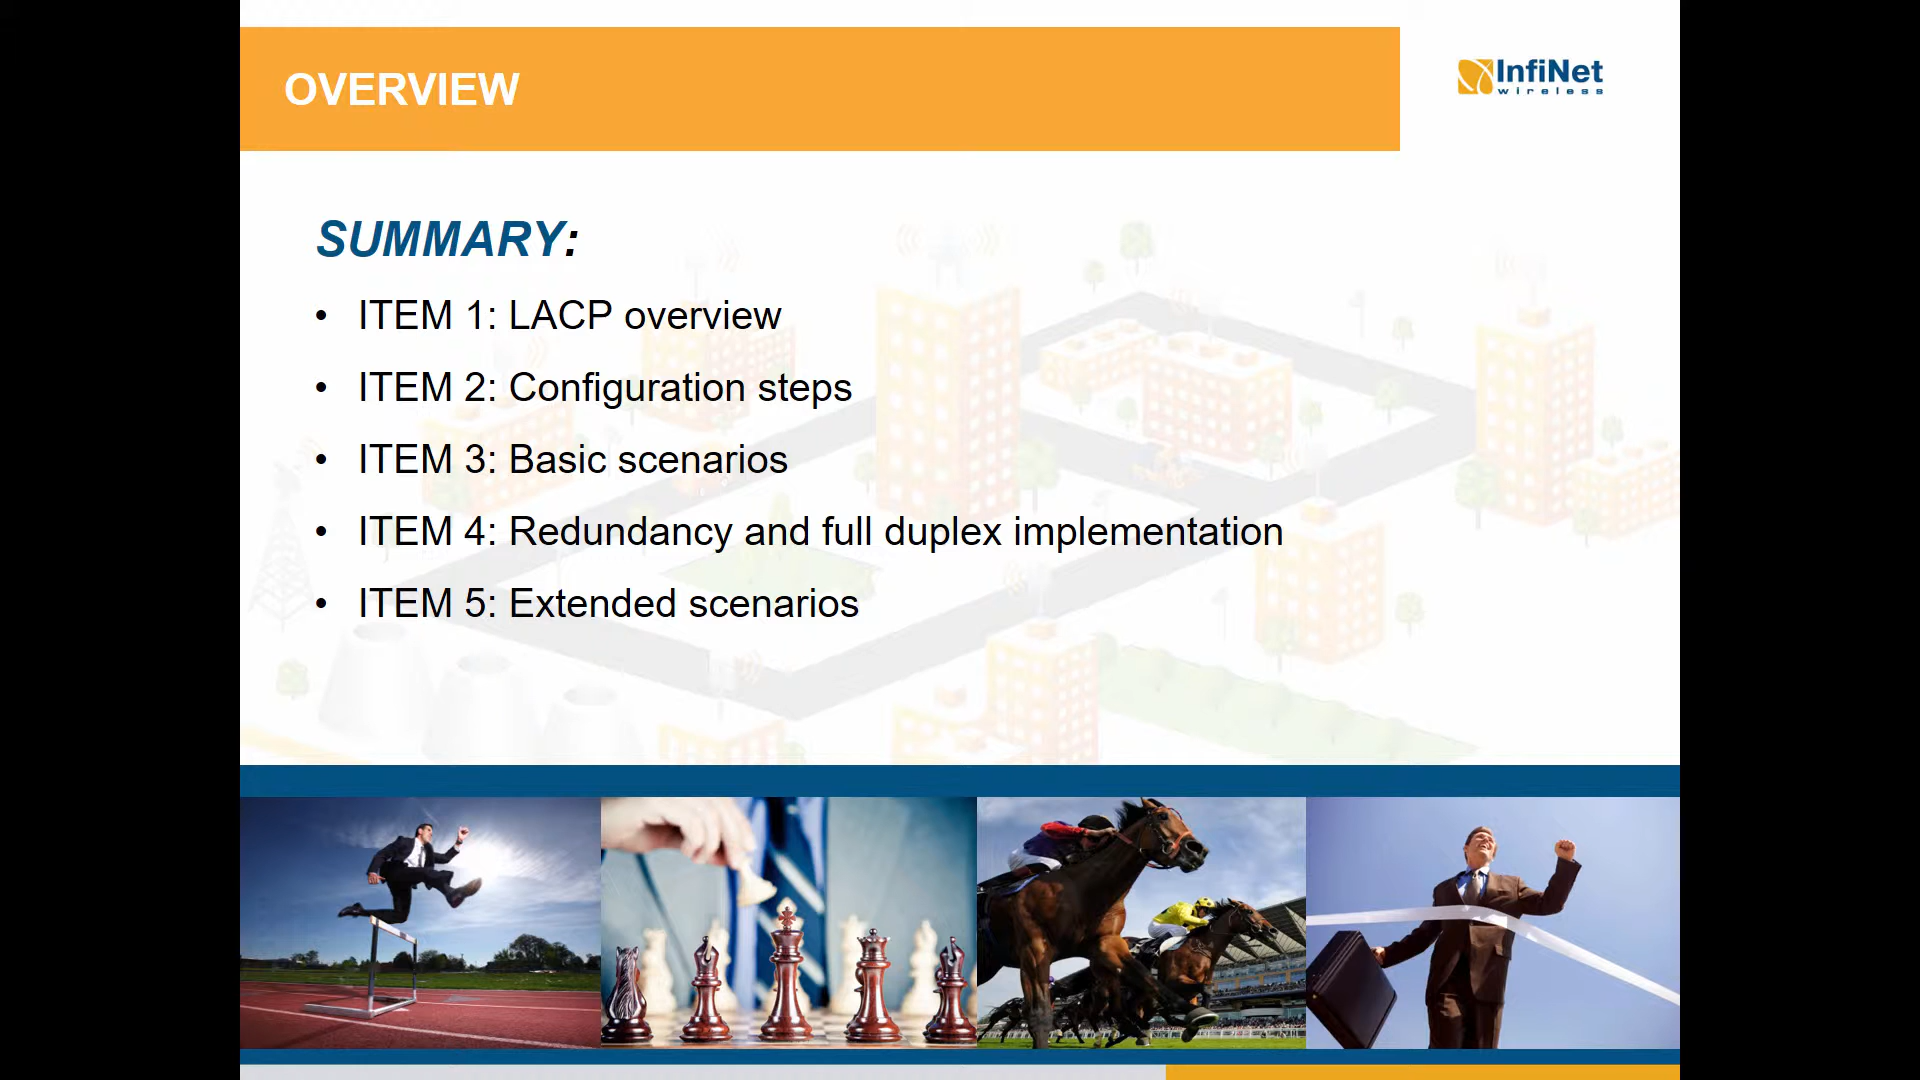 OVERVIEW
InfiNet
wireless
SUMMARY:
• ITEM 1: LACP overview
• ITEM 2: Configuration steps
• ITEM 3: Basic scenarios
• ITEM 4: Redundancy and full duplex implementation
• ITEM 5: Extended scenarios